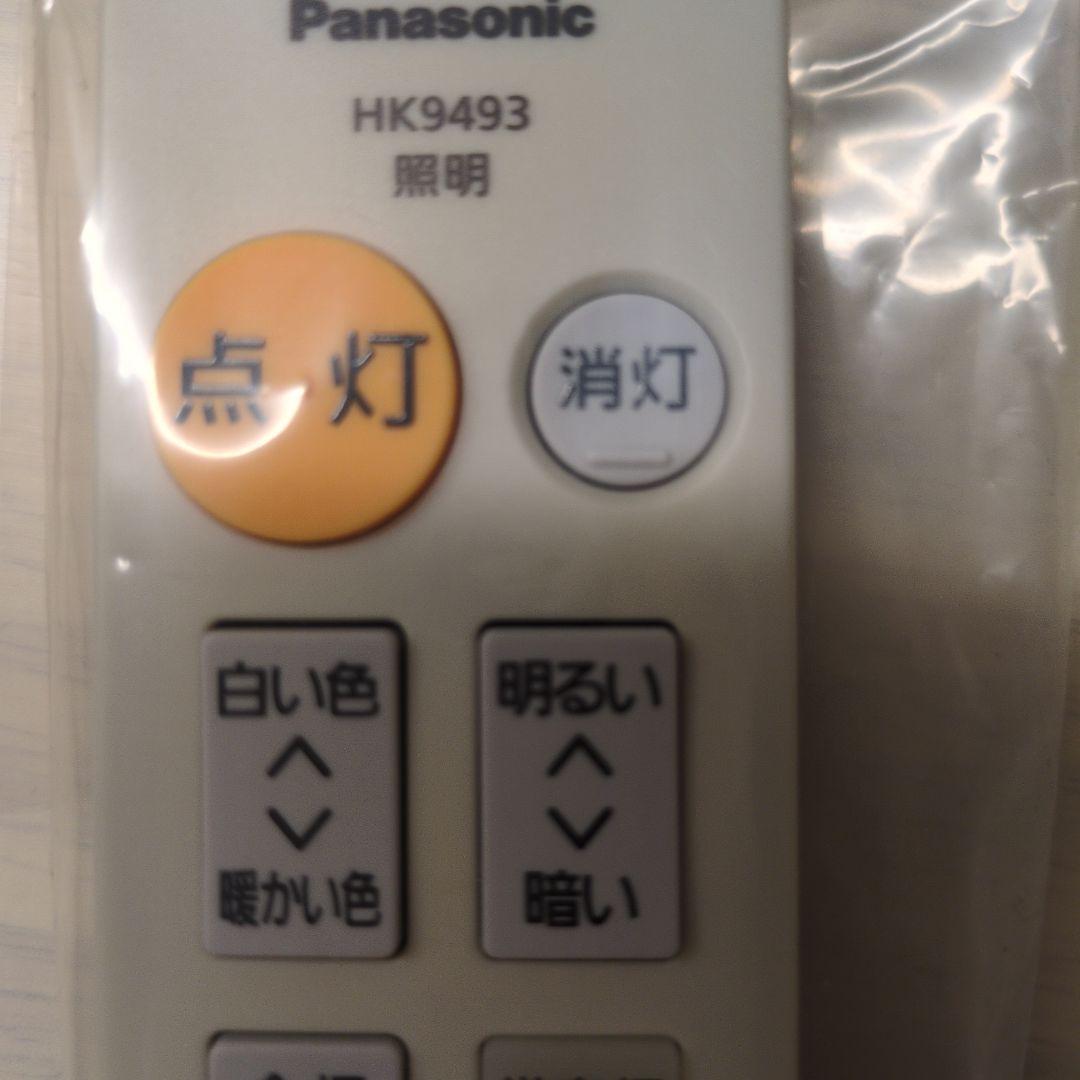 Panasonic
HK9493
照明
点灯
消灯
白い色
暖かい色
明るい
暗い